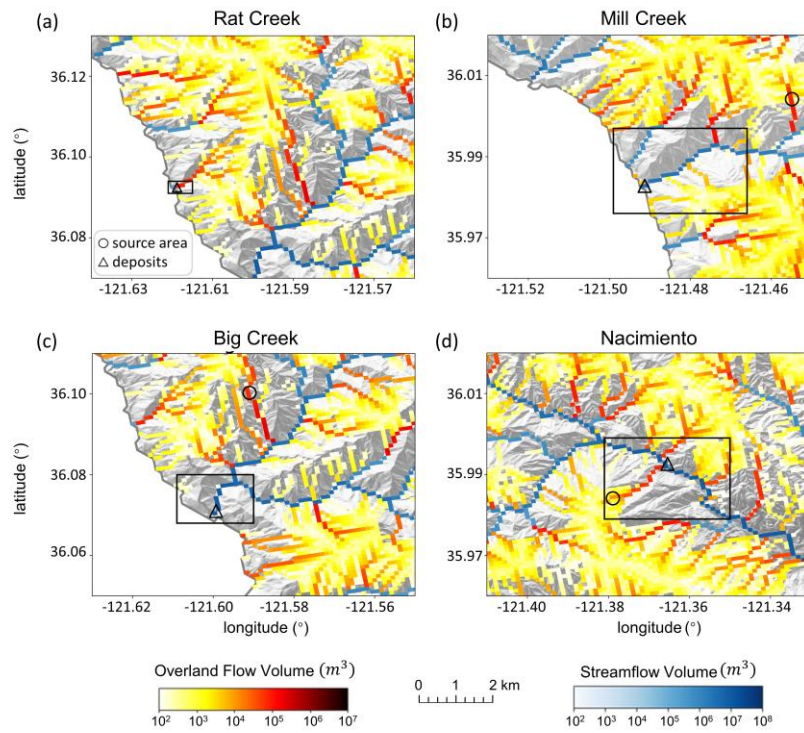 (a) Rat Creek
(b) Mill Creek
36.12
36.10
36.08
latitude (°)
source area
deposits
-121.63 -121.61 -121.59 -121.57
36.01
35.99
35.97
latitude (°)
-121.52 -121.50 -121.48 -121.46
(c) Big Creek
(d) Nacimiento
36.10
36.08
36.06
latitude (°)
-121.62 -121.60 -121.58 -121.56
longitude (°)
36.01
35.99
35.97
-121.40 -121.38 -121.36 -121.34
longitude (°)
Overland Flow Volume (m³)
10² 10³ 10⁴ 10⁵ 10⁶ 10⁷
0 1 2 km
Streamflow Volume (m³)
10² 10³ 10⁴ 10⁵ 10⁶ 10⁷ 10⁸